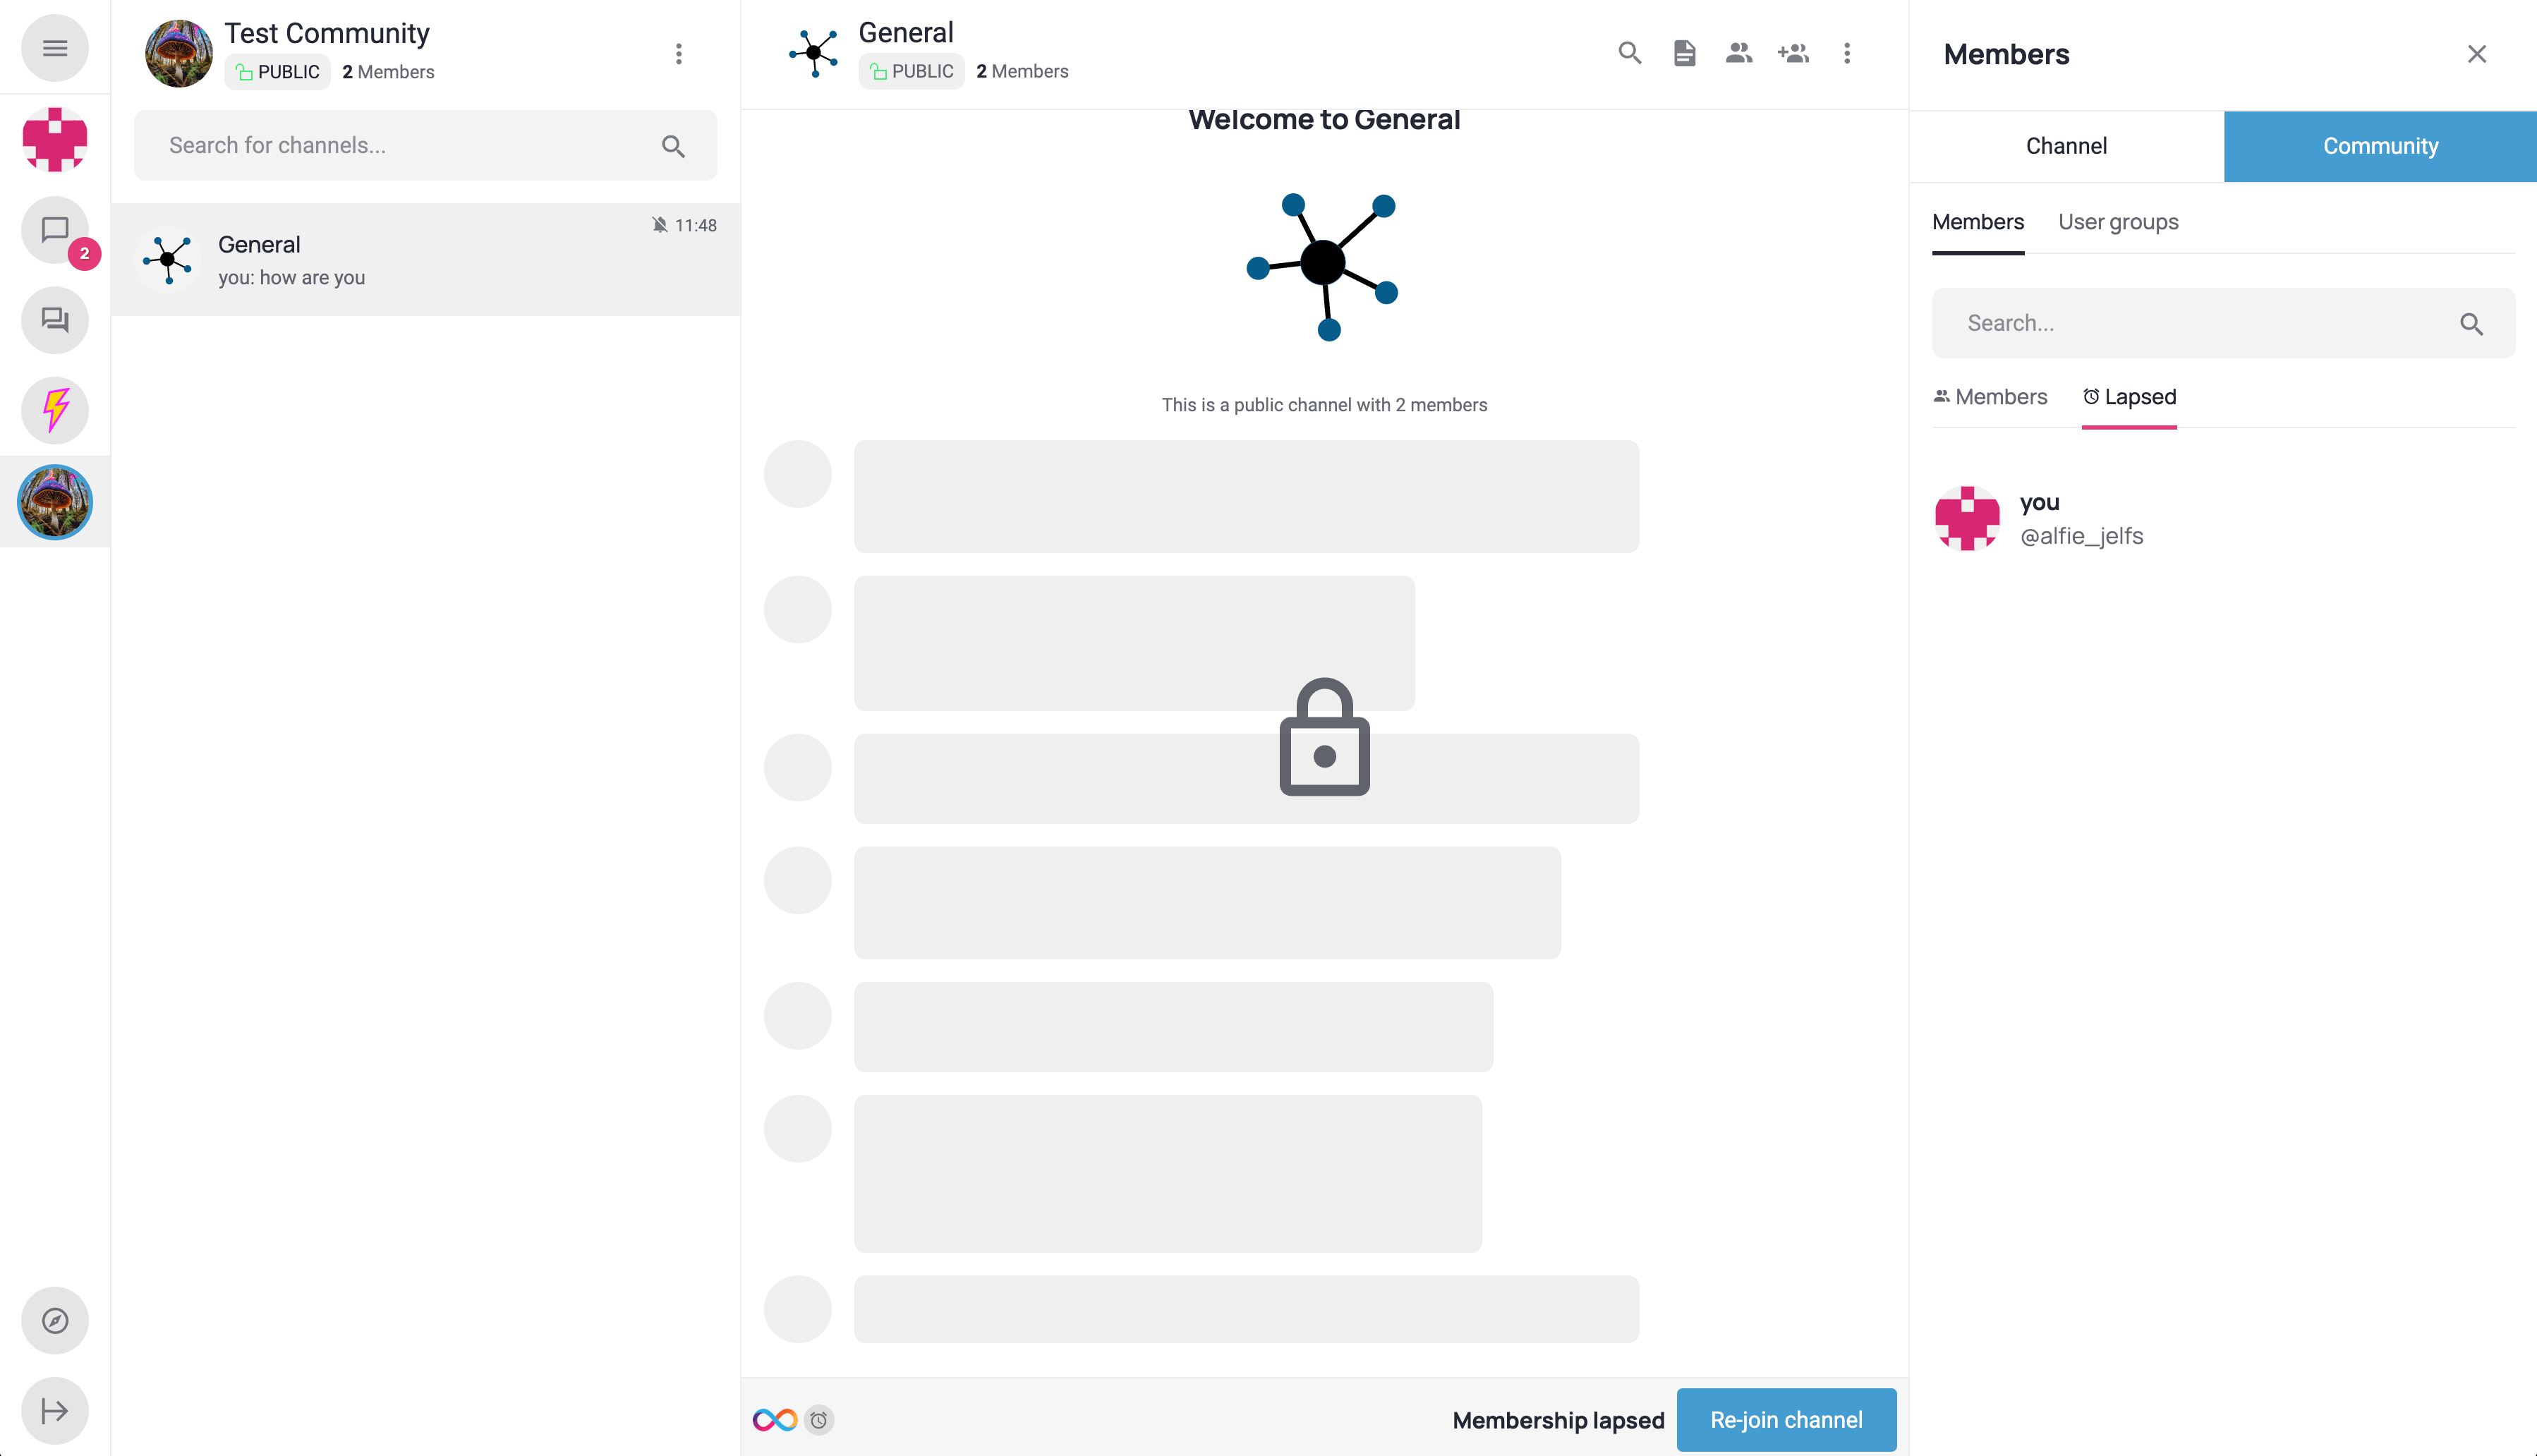 Test Community
PUBLIC 2 Members
Search for channels...
General
11:48
you: how are you
2
General
PUBLIC 2 Members
Welcome to General
This is a public channel with 2 members
Membership lapsed
Re-join channel
Members
Channel
Community
Members
User groups
Search...
Members
Lapsed
you
@alfie_jelfs